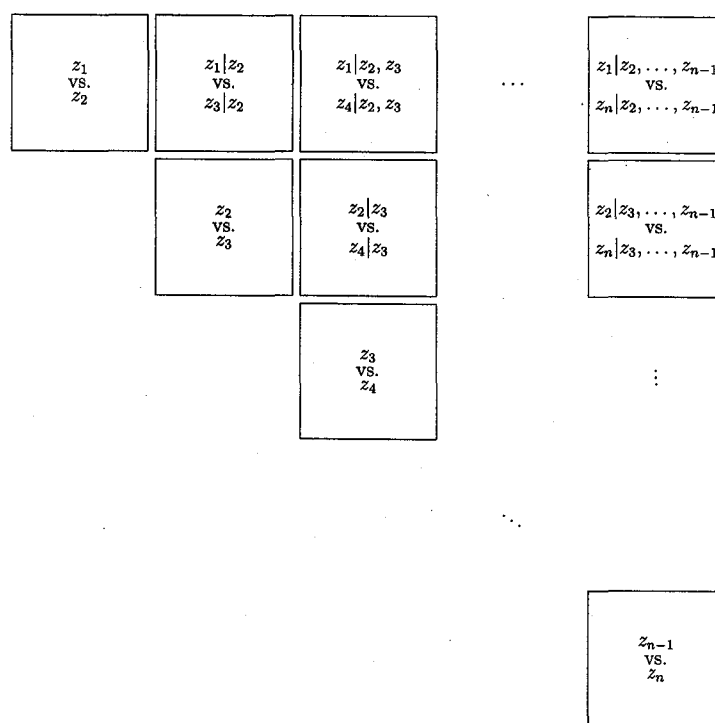 z₁
vs.
z₂
z₁|z₂
vs.
z₃|z₂
z₁|z₂, z₃
vs.
z₄|z₂, z₃
⋯
z₁|z₂, . . . , zₙ₋₁
vs.
zₙ|z₂, . . . , zₙ₋₁
z₂
vs.
z₃
z₂|z₃
vs.
z₄|z₃
z₂|z₃, . . . , zₙ₋₁
vs.
zₙ|z₃, . . . , zₙ₋₁
z₃
vs.
z₄
⋮
⋱
zₙ₋₁
vs.
zₙ